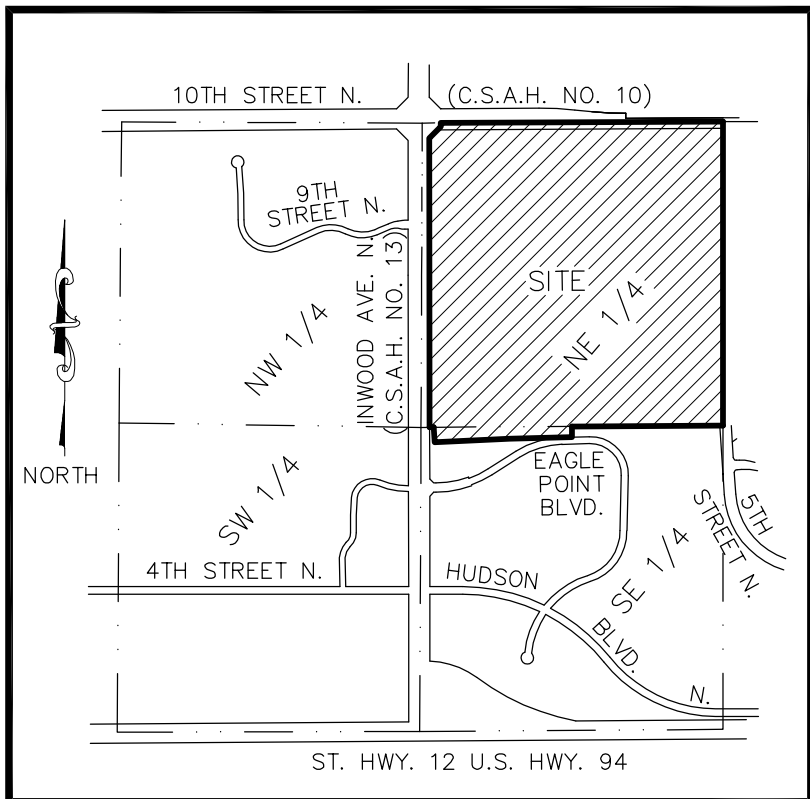 10TH STREET N.
(C.S.A.H. NO. 10)
9TH
STREET N.
INWOOD AVE. N.
(C.S.A.H. NO. 13)
SITE
NE 1/4
NW 1/4
NORTH
SW 1/4
EAGLE
POINT
BLVD.
5TH
STREET N.
SE 1/4
4TH STREET N.
HUDSON
BLVD.
N.
ST. HWY. 12 U.S. HWY. 94